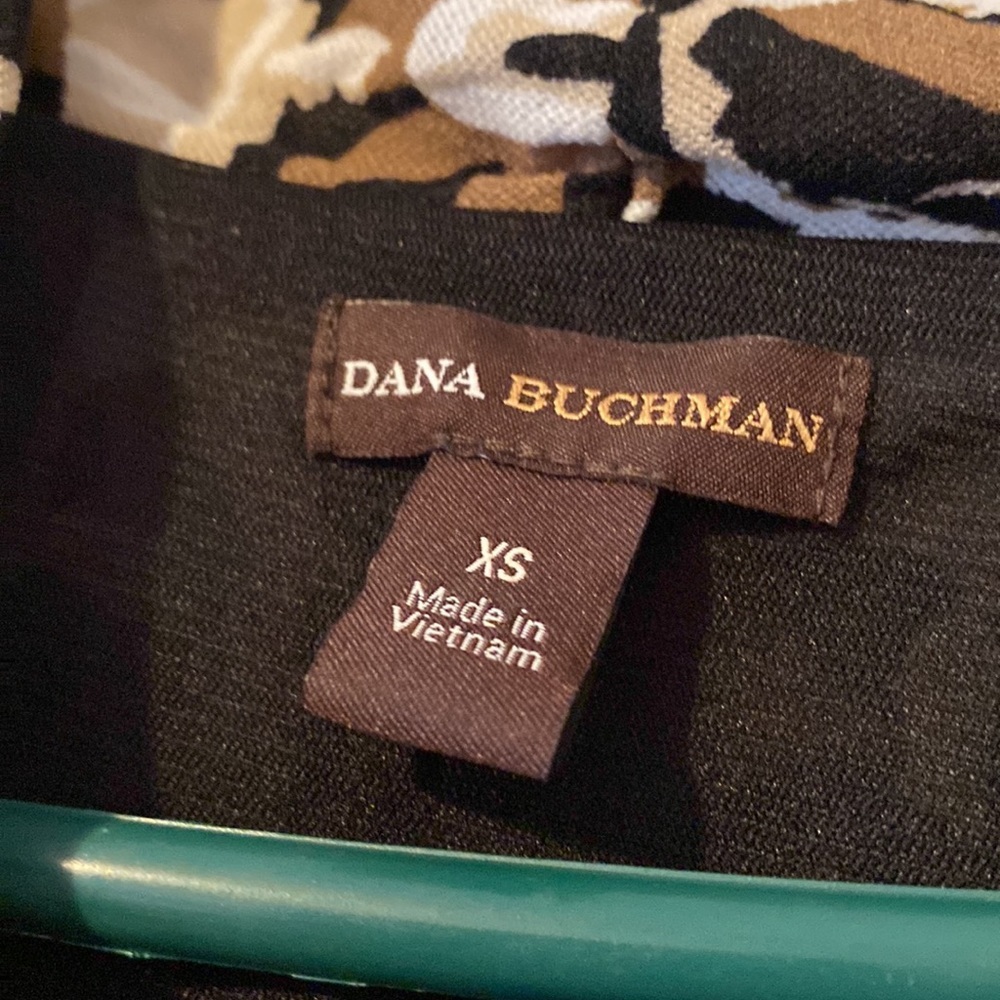 DANA BUCHMAN
XS
Made in
Vietnam